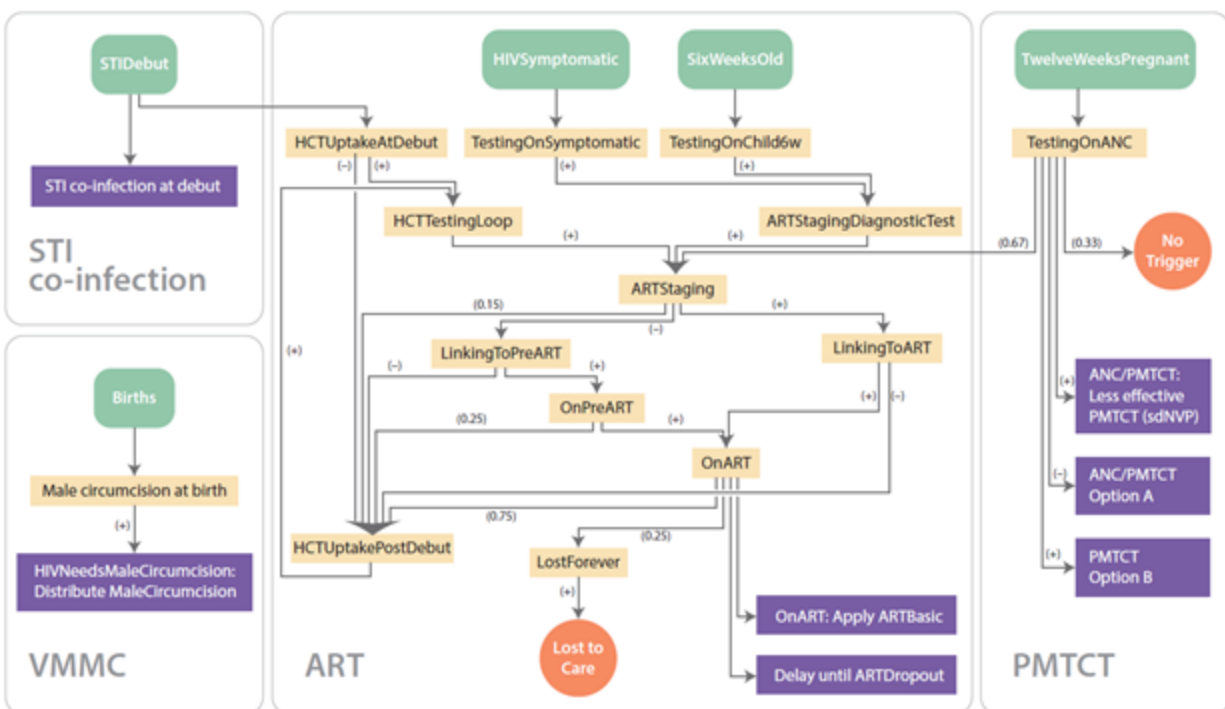 STIDebut
STI co-infection at debut
STI
co-infection
Births
Male circumcision at birth
(+)
HIVNeedsMaleCircumcision:
Distribute MaleCircumcision
VMMC
HIVSymptomatic
SixWeeksOld
HCTUptakeAtDebut
TestingOnSymptomatic
TestingOnChild6w
(–)
(+)
(+)
(+)
HCTTestingLoop
ARTStagingDiagnosticTest
(+)
(+)
(0.67)
ARTStaging
(0.15)
(–)
(+)
(+)
LinkingToPreART
LinkingToART
(–)
(+)
(+)
(–)
OnPreART
(0.25)
(+)
OnART
(0.75)
(0.25)
HCTUptakePostDebut
LostForever
(+)
Lost to
Care
OnART: Apply ARTBasic
Delay until ARTDropout
ART
TwelveWeeksPregnant
TestingOnANC
(0.33)
No
Trigger
(+)
ANC/PMTCT:
Less effective
PMTCT (sdNVP)
(–)
ANC/PMTCT
Option A
(+)
PMTCT
Option B
PMTCT